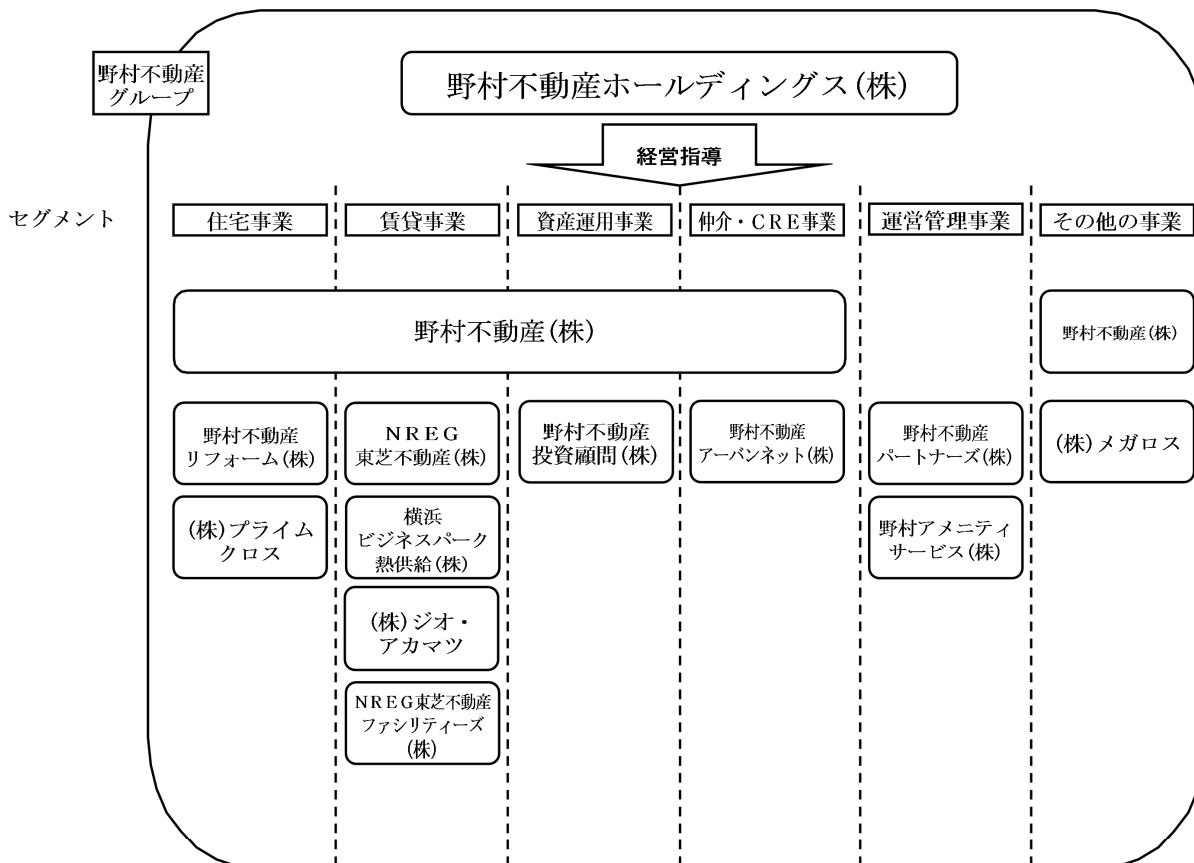 野村不動産
グループ
野村不動産ホールディングス(株)
経営指導
セグメント
住宅事業
賃貸事業
資産運用事業
仲介・CRE事業
運営管理事業
その他の事業
野村不動産(株)
野村不動産(株)
野村不動産
リフォーム(株)
NREG
東芝不動産(株)
野村不動産
投資顧問(株)
野村不動産
アーバンネット(株)
野村不動産
パートナーズ(株)
(株)メガロス
(株)プライム
クロス
横浜
ビジネスパーク
熱供給(株)
野村アメニティ
サービス(株)
(株)ジオ・
アカマツ
NREG東芝不動産
ファシリティーズ
(株)